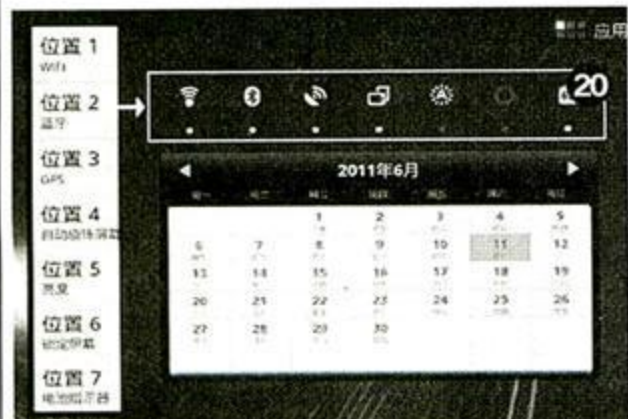 应用
位置 1
WiFi
位置 2
蓝牙
位置 3
GPS
位置 4
自动旋转屏幕
位置 5
亮度
位置 6
锁定屏幕
位置 7
电池指示器
20
2011年6月
1 2 3 4 5
6 7 8 9 10 11 12
13 14 15 16 17 18 19
20 21 22 23 24 25 26
27 28 29 30